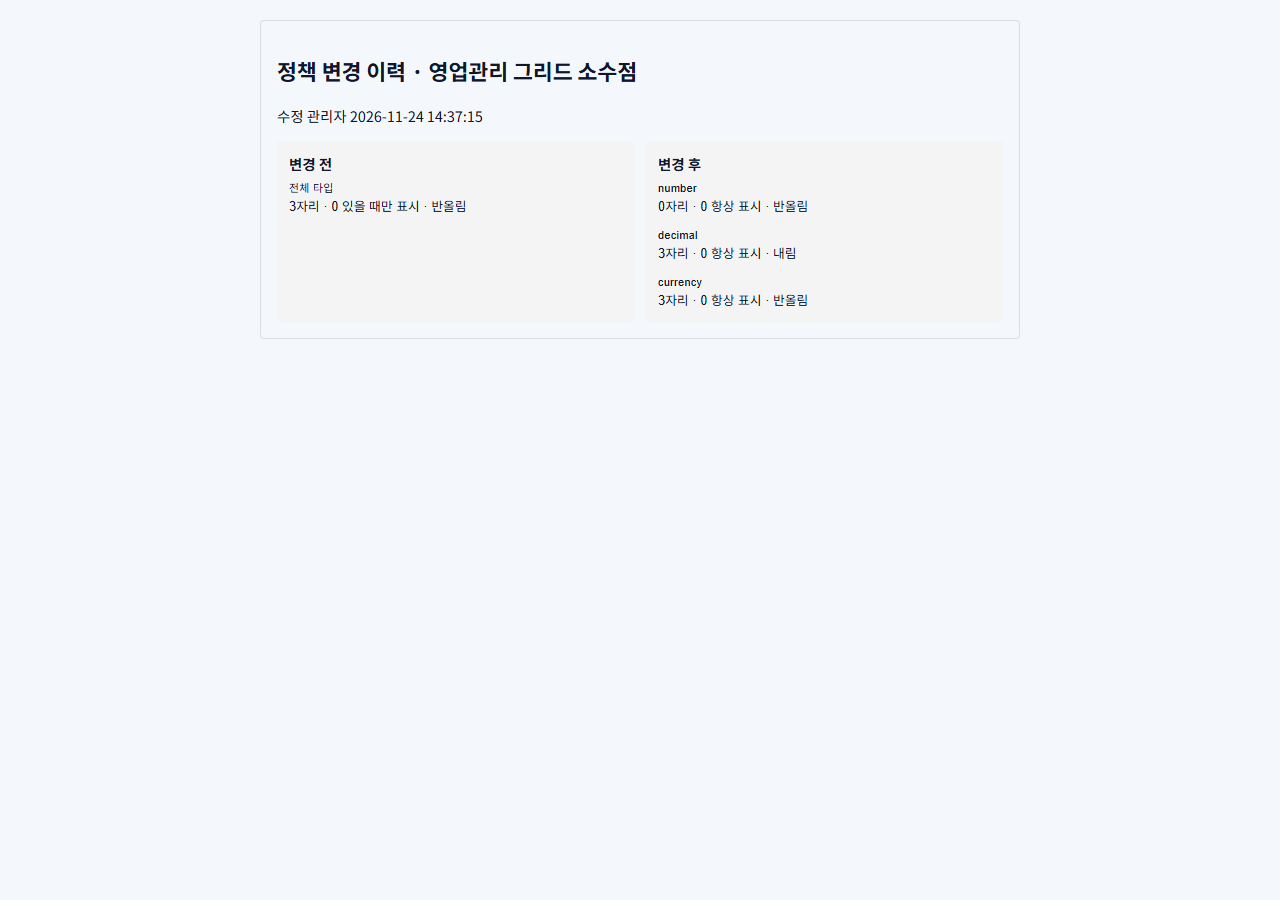 정책 변경 이력 · 영업관리 그리드 소수점
수정 관리자 2026-11-24 14:37:15
변경 전
전체 타입
3자리 · 0 있을 때만 표시 · 반올림
변경 후
number
0자리 · 0 항상 표시 · 반올림
decimal
3자리 · 0 항상 표시 · 내림
currency
3자리 · 0 항상 표시 · 반올림